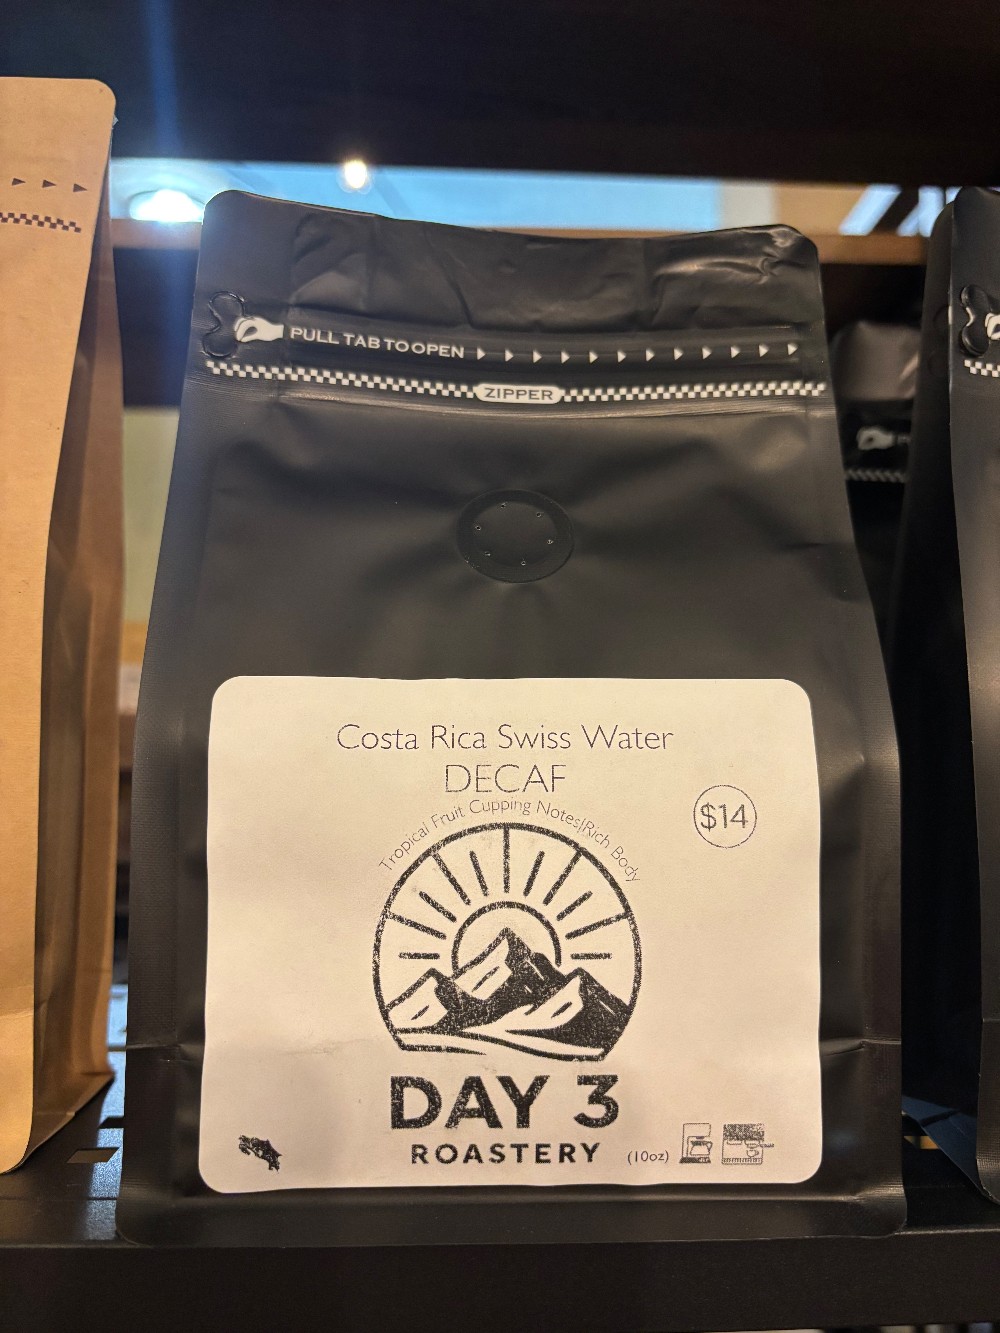 PULL TAB TO OPEN
ZIPPER
Costa Rica Swiss Water
DECAF
$14
Tropical Fruit Cupping Notes|Rich Body
DAY 3
ROASTERY
(10oz)